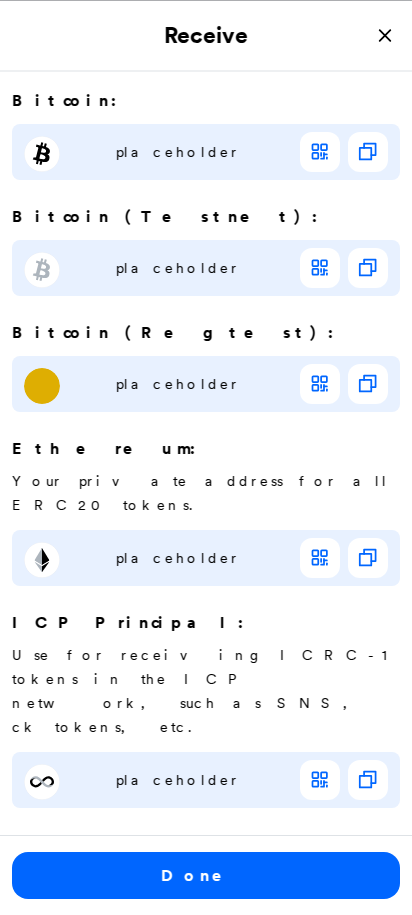 Receive
Bitcoin:
placeholder
Bitcoin (Testnet):
placeholder
Bitcoin (Regtest):
placeholder
Ethereum:
Your private address for all
ERC20 tokens.
placeholder
ICP Principal:
Use for receiving ICRC-1
tokens in the ICP
network, such as SNS,
ck tokens, etc.
placeholder
Done